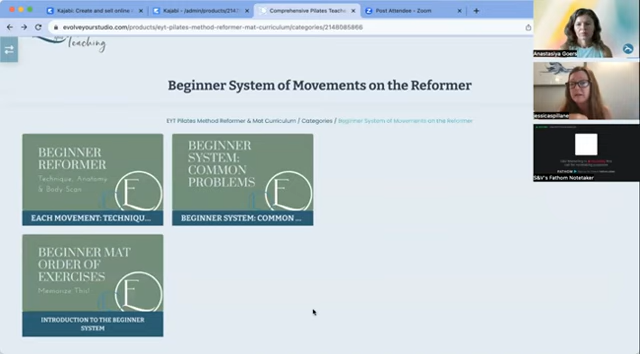 Kajabi: Create and sell online
Kajabi - /admin/products/2148
Comprehensive Pilates Teache
Post Attendee - Zoom
evolveyourstudio.com/products/eyt-pilates-method-reformer-mat-curriculum/categories/2148085866
Teaching
Beginner System of Movements on the Reformer
EYT Pilates Method Reformer & Mat Curriculum / Categories / Beginner System of Movements on the Reformer
BEGINNER
REFORMER
Technique, Anatomy
& Body Scan
E
EACH MOVEMENT: TECHNIQU...
BEGINNER
SYSTEM:
COMMON
PROBLEMS
E
BEGINNER SYSTEM: COMMON ...
BEGINNER MAT
ORDER OF
EXERCISES
Memorize This!
E
INTRODUCTION TO THE BEGINNER
SYSTEM
Anastasiya Goers
jessicaspillane
FATHOM
S&V's Fathom Notetaker